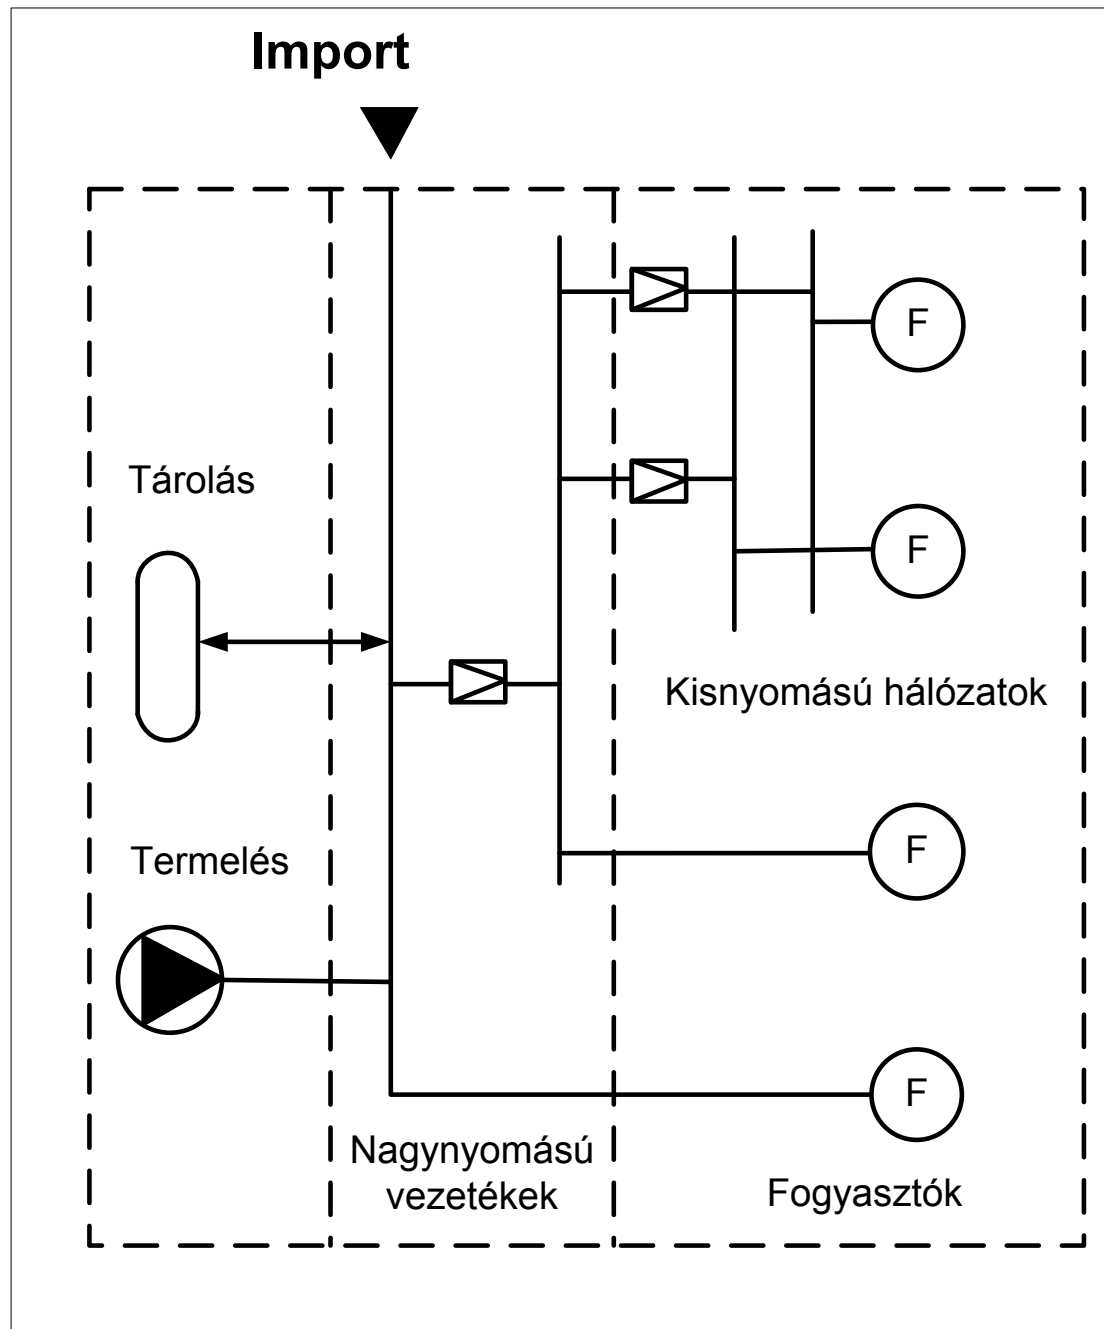 Import
F
Tárolás
F
Kisnyomású hálózatok
Termelés
F
F
Nagynyomású
vezetékek
Fogyasztók